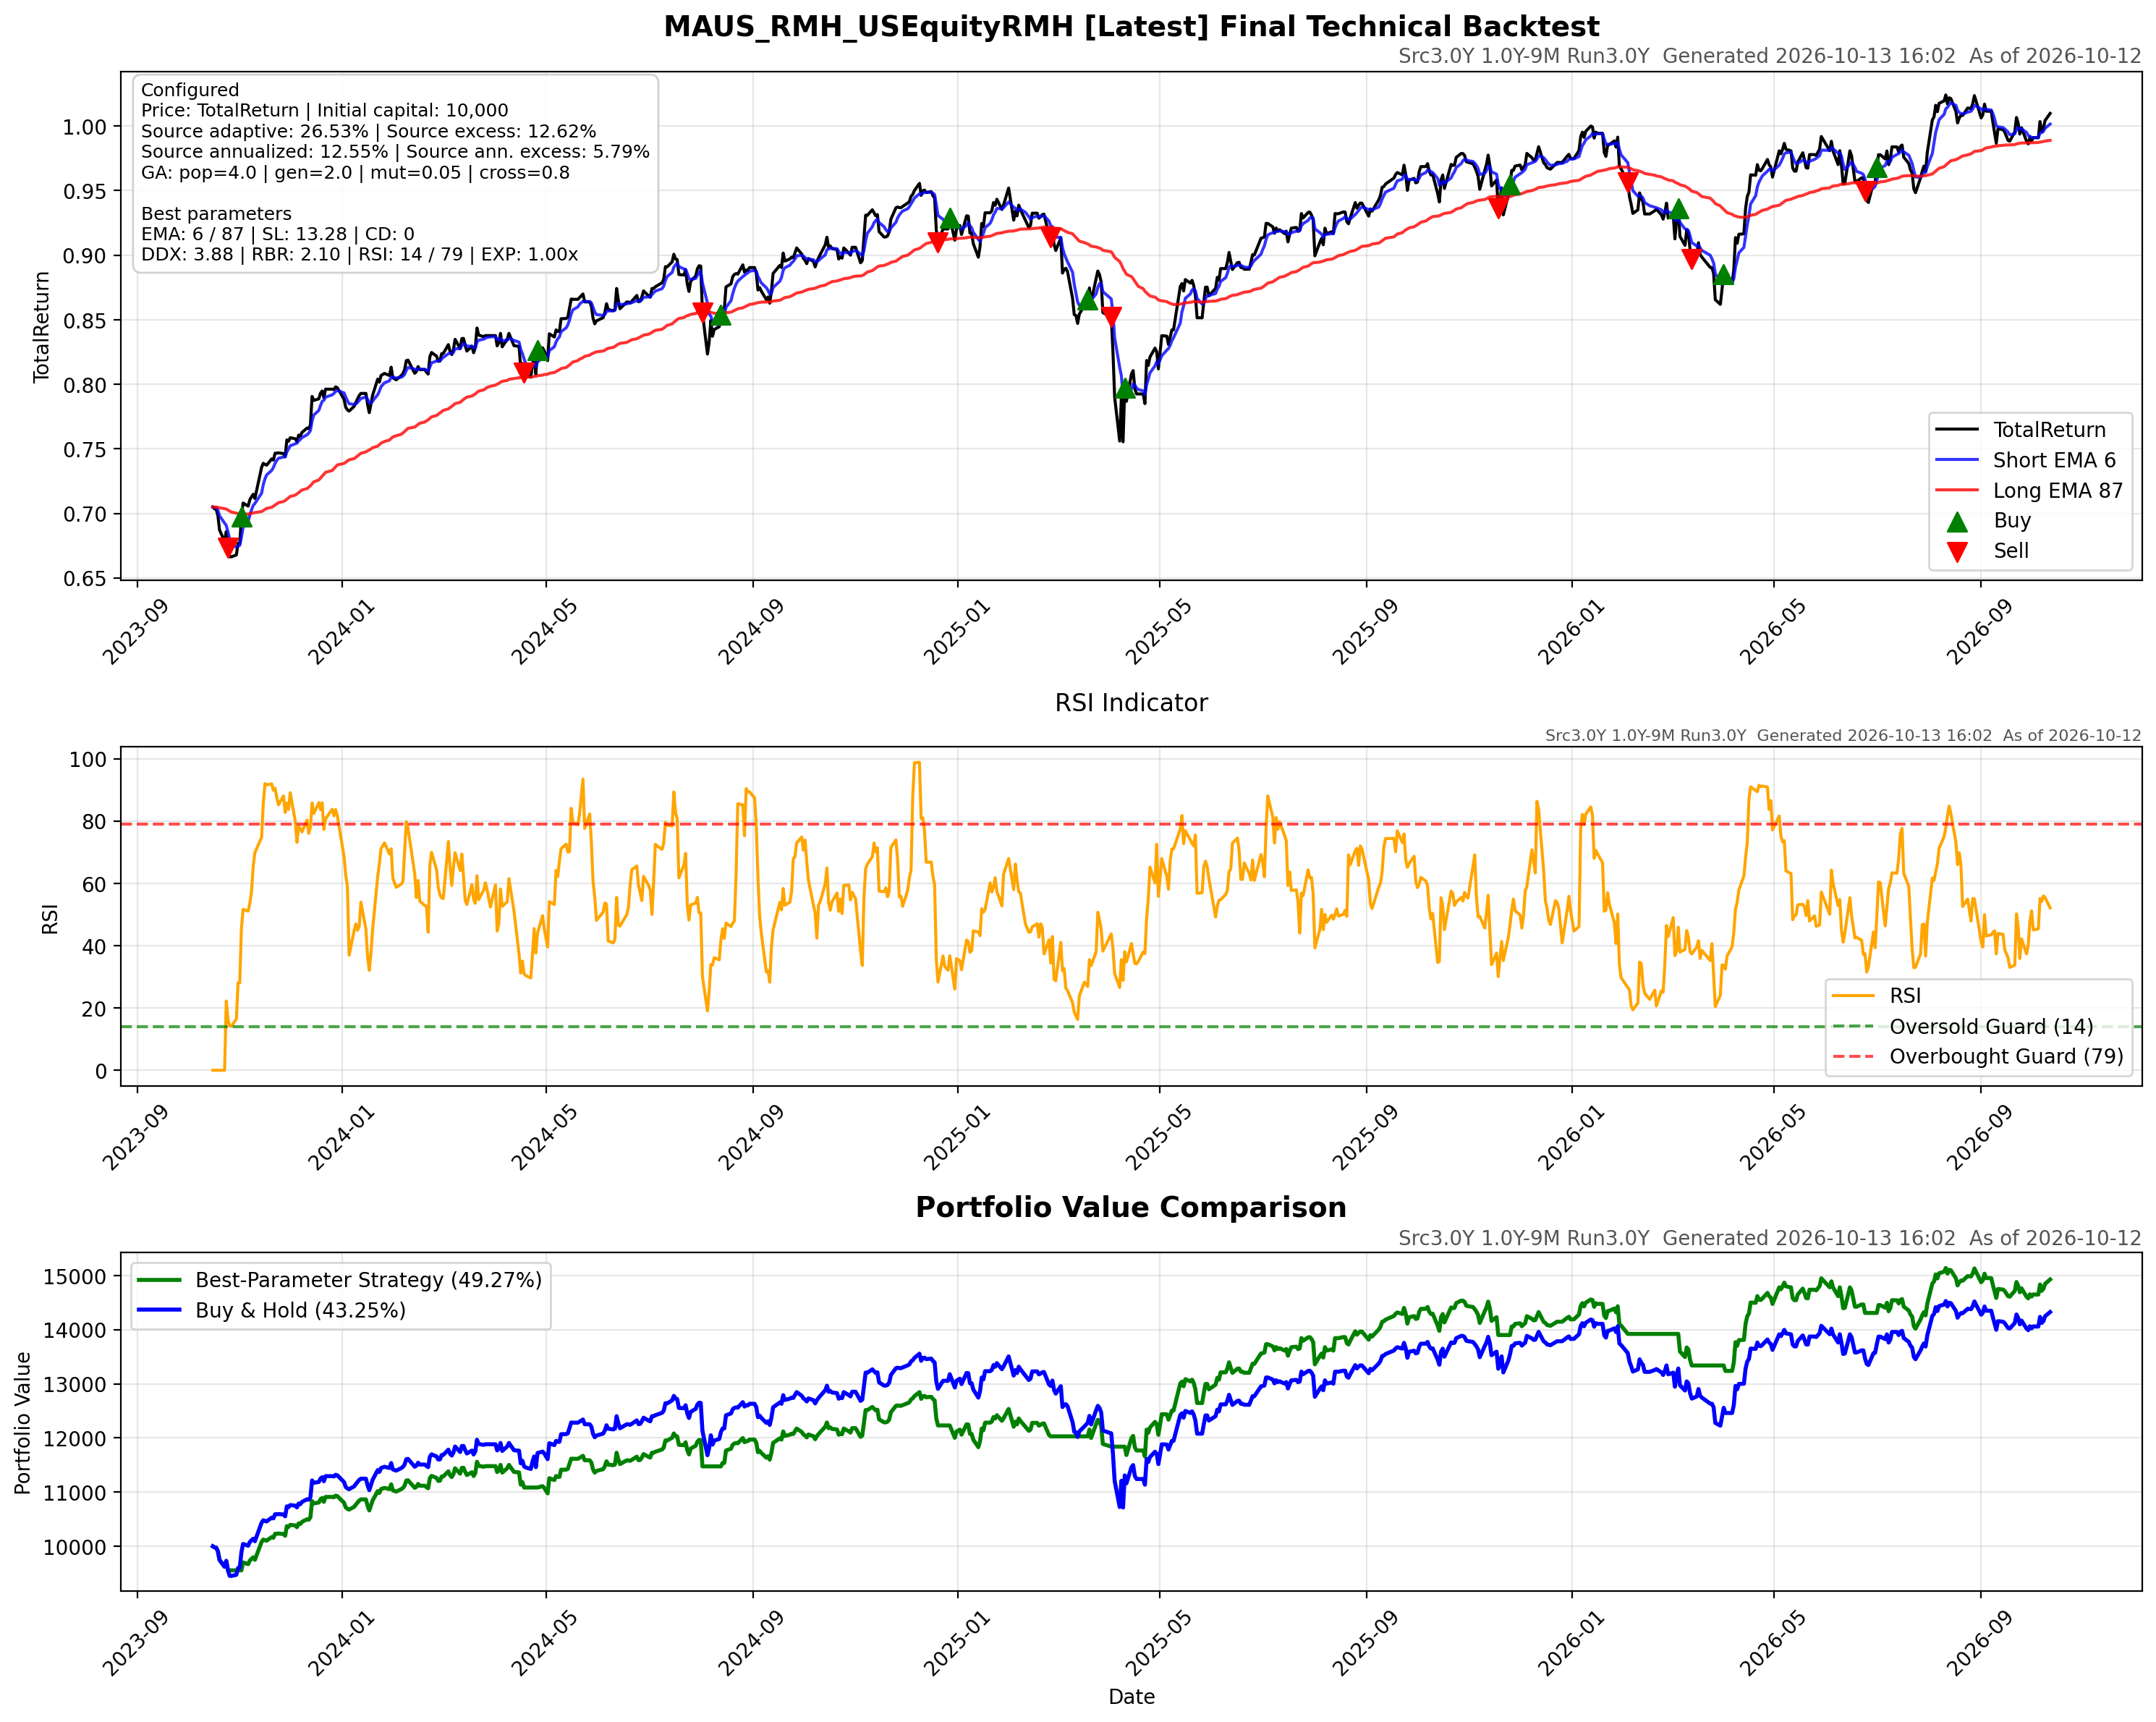 MAUS_RMH_USEquityRMH [Latest] Final Technical Backtest
Src3.0Y 1.0Y-9M Run3.0Y  Generated 2026-10-13 16:02  As of 2026-10-12
Configured
Price: TotalReturn | Initial capital: 10,000
Source adaptive: 26.53% | Source excess: 12.62%
Source annualized: 12.55% | Source ann. excess: 5.79%
GA: pop=4.0 | gen=2.0 | mut=0.05 | cross=0.8
Best parameters
EMA: 6 / 87 | SL: 13.28 | CD: 0
DDX: 3.88 | RBR: 2.10 | RSI: 14 / 79 | EXP: 1.00x
TotalReturn
1.00
0.95
0.90
0.85
0.80
0.75
0.70
0.65
TotalReturn
Short EMA 6
Long EMA 87
Buy
Sell
2023-09
2024-01
2024-05
2024-09
2025-01
2025-05
2025-09
2026-01
2026-05
2026-09
RSI Indicator
Src3.0Y 1.0Y-9M Run3.0Y  Generated 2026-10-13 16:02  As of 2026-10-12
RSI
100
80
60
40
20
0
RSI
Oversold Guard (14)
Overbought Guard (79)
2023-09
2024-01
2024-05
2024-09
2025-01
2025-05
2025-09
2026-01
2026-05
2026-09
Portfolio Value Comparison
Src3.0Y 1.0Y-9M Run3.0Y  Generated 2026-10-13 16:02  As of 2026-10-12
Best-Parameter Strategy (49.27%)
Buy & Hold (43.25%)
Portfolio Value
15000
14000
13000
12000
11000
10000
2023-09
2024-01
2024-05
2024-09
2025-01
2025-05
2025-09
2026-01
2026-05
2026-09
Date